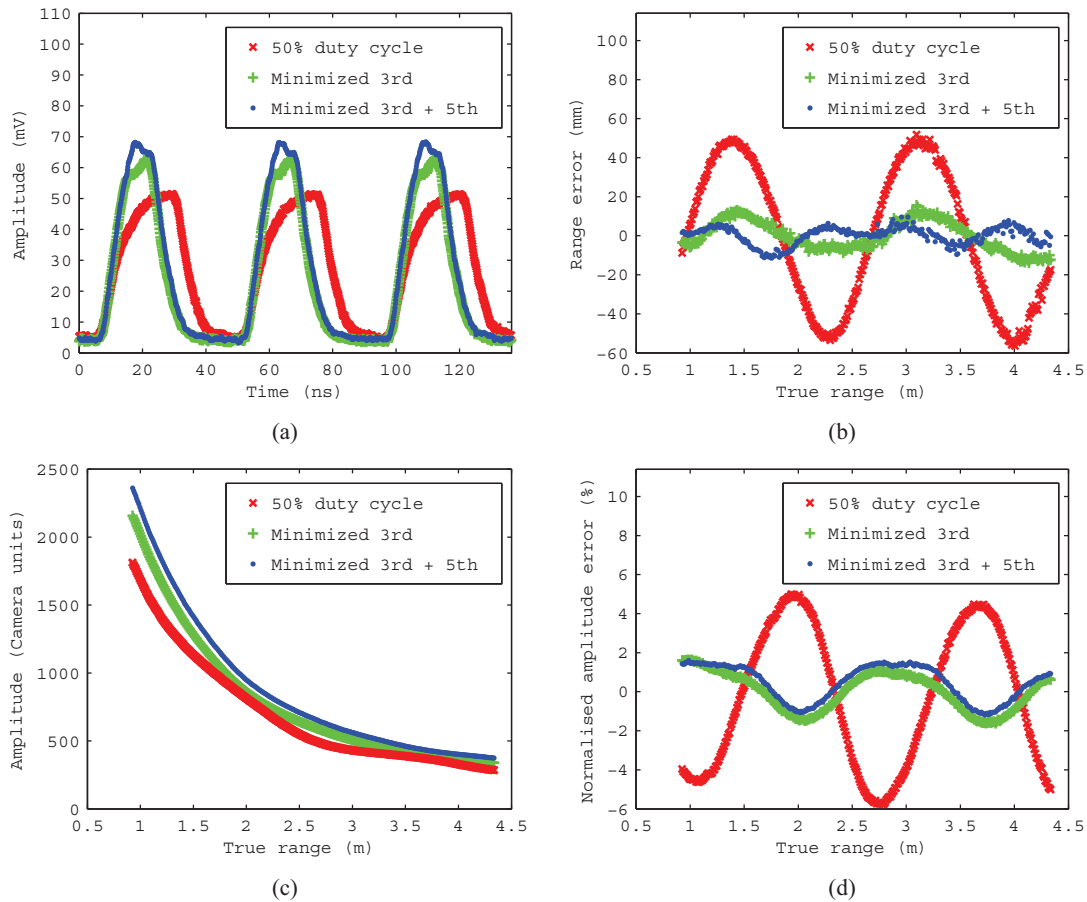 110
100
90
80
70
60
50
40
30
20
10
0
Amplitude (mV)
50% duty cycle
Minimized 3rd
Minimized 3rd + 5th
0 20 40 60 80 100 120
Time (ns)
(a)
100
80
60
40
20
0
−20
−40
−60
Range error (mm)
50% duty cycle
Minimized 3rd
Minimized 3rd + 5th
0.5 1 1.5 2 2.5 3 3.5 4 4.5
True range (m)
(b)
2500
2000
1500
1000
500
0
Amplitude (Camera units)
50% duty cycle
Minimized 3rd
Minimized 3rd + 5th
0.5 1 1.5 2 2.5 3 3.5 4 4.5
True range (m)
(c)
10
8
6
4
2
0
−2
−4
−6
Normalised amplitude error (%)
50% duty cycle
Minimized 3rd
Minimized 3rd + 5th
0.5 1 1.5 2 2.5 3 3.5 4 4.5
True range (m)
(d)